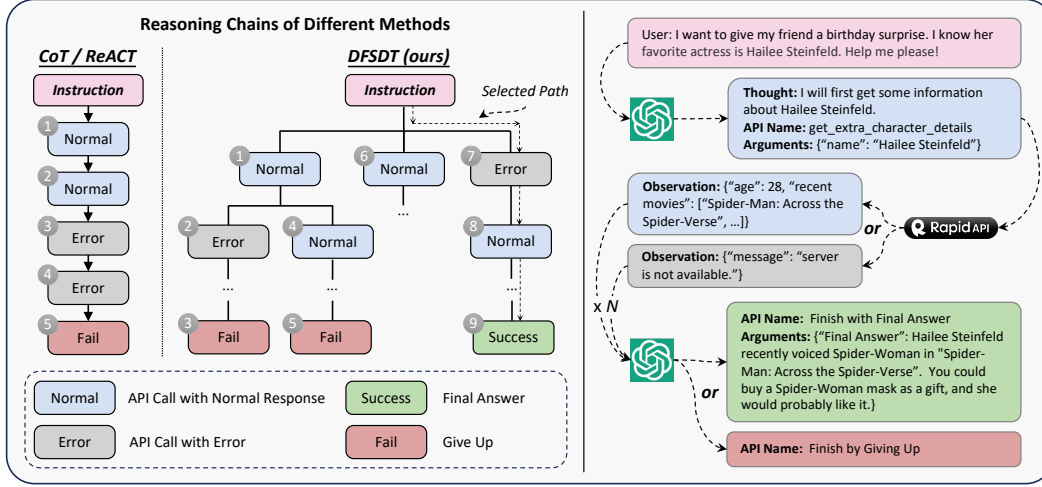 Reasoning Chains of Different Methods
CoT / ReACT
Instruction
1
Normal
2
Normal
3
Error
4
Error
5
Fail
DFSDT (ours)
Instruction
Selected Path
1
Normal
6
Normal
...
7
Error
2
Error
4
Normal
8
Normal
...
...
...
3
Fail
5
Fail
9
Success
Normal
API Call with Normal Response
Success
Final Answer
Error
API Call with Error
Fail
Give Up
User: I want to give my friend a birthday surprise. I know her
favorite actress is Hailee Steinfeld. Help me please!
Thought: I will first get some information
about Hailee Steinfeld.
API Name: get_extra_character_details
Arguments: {“name”: “Hailee Steinfeld”}
Observation: {“age”: 28, “recent
movies”: [“Spider-Man: Across the
Spider-Verse”, …]}
or
Rapid API
Observation: {“message”: “server
is not available.”}
x N
API Name: Finish with Final Answer
Arguments: {“Final Answer”: Hailee Steinfeld
recently voiced Spider-Woman in "Spider-
Man: Across the Spider-Verse”. You could
buy a Spider-Woman mask as a gift, and she
would probably like it.}
or
API Name: Finish by Giving Up